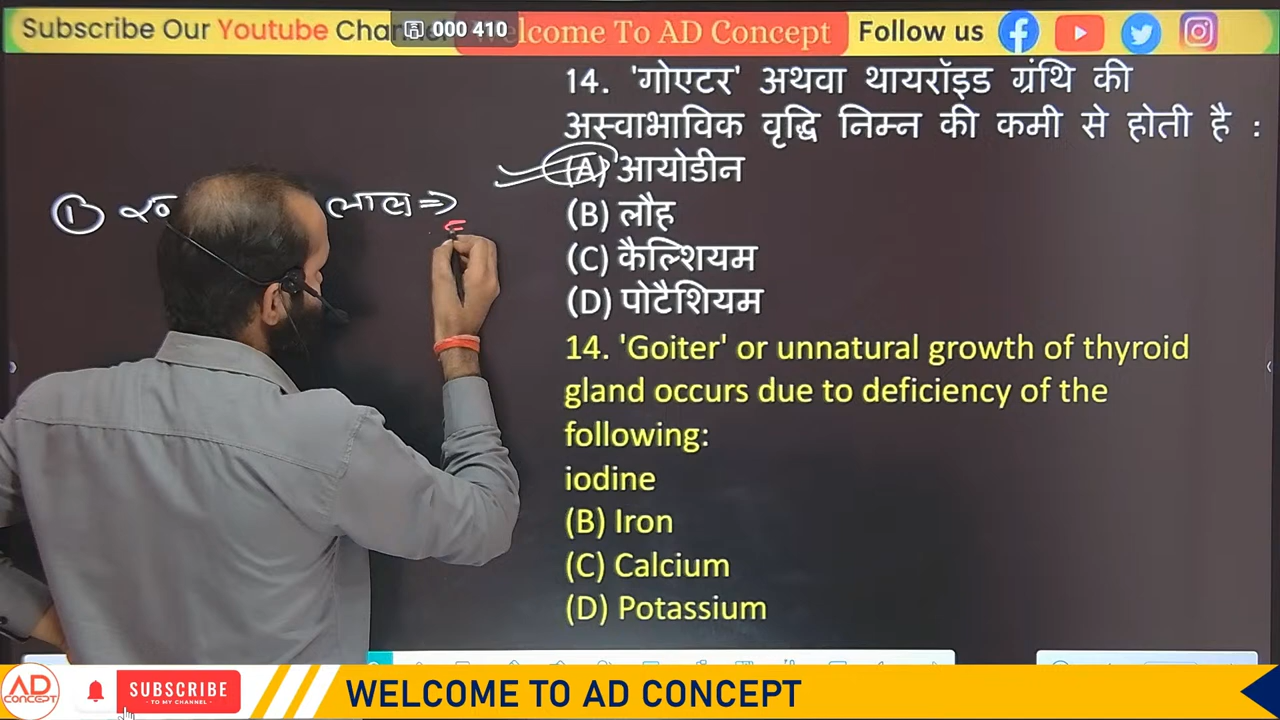 Subscribe Our Youtube Chan
000 410
Welcome To AD Concept
Follow us
14. 'गोएटर' अथवा थायरॉइड ग्रंथि की
अस्वाभाविक वृद्धि निम्न की कमी से होती है :
(A) आयोडीन
(B) लौह
(C) कैल्शियम
(D) पोटैशियम
14. 'Goiter' or unnatural growth of thyroid
gland occurs due to deficiency of the
following:
iodine
(B) Iron
(C) Calcium
(D) Potassium
① लाल ⇒
AD
CONCEPT
SUBSCRIBE
- TO MY CHANNEL -
WELCOME TO AD CONCEPT